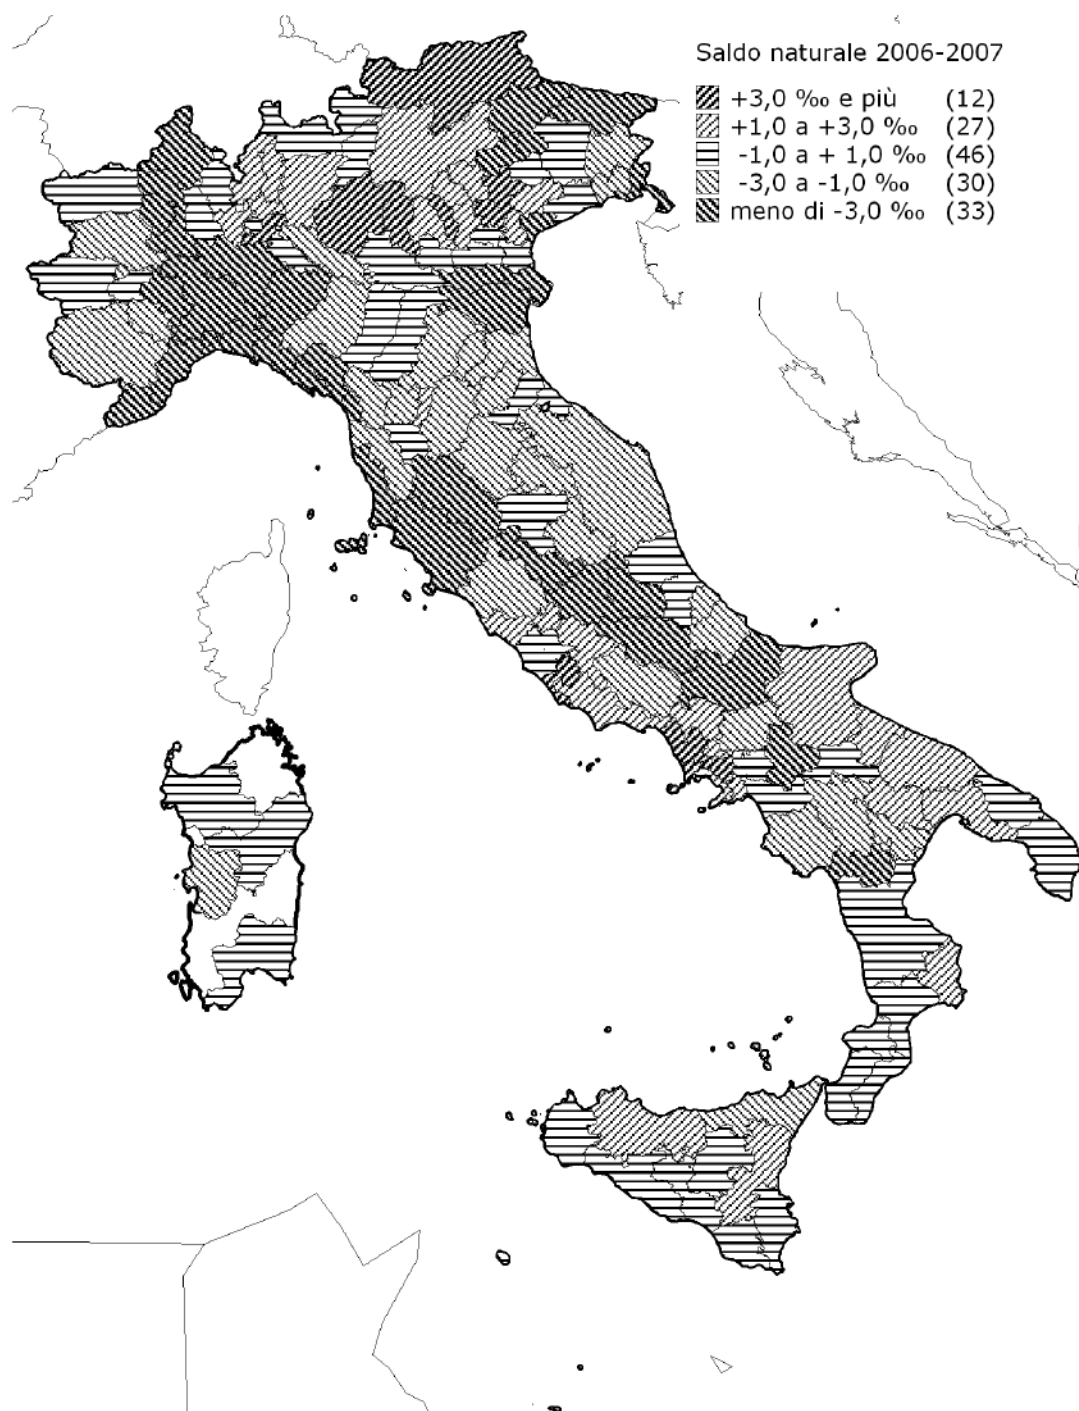 Saldo naturale 2006-2007
+3,0 ‰ e più (12)
+1,0 a +3,0 ‰ (27)
-1,0 a + 1,0 ‰ (46)
-3,0 a -1,0 ‰ (30)
meno di -3,0 ‰ (33)